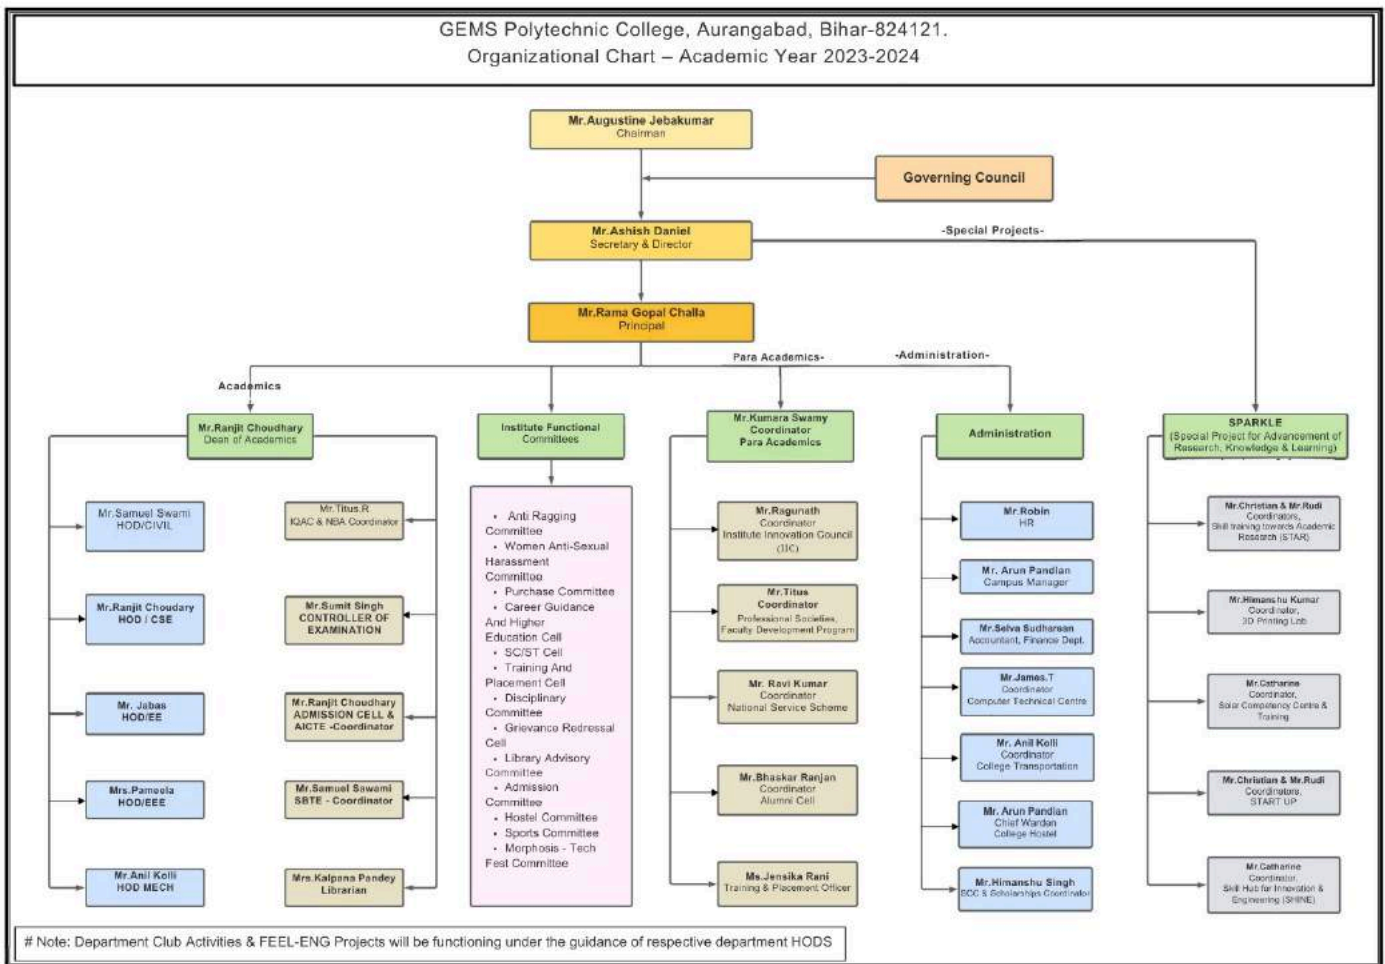 GEMS Polytechnic College, Aurangabad, Bihar-824121.
Organizational Chart – Academic Year 2023-2024
Mr.Augustine Jebakumar
Chairman
Governing Council
Mr.Ashish Daniel
Secretary & Director
-Special Projects-
Mr.Rama Gopal Challa
Principal
Academics
Para Academics-
-Administration-
Mr.Ranjit Choudhary
Dean of Academics
Mr.Samuel Swami
HOD/CIVIL
Mr.Ranjit Choudary
HOD / CSE
Mr. Jabas
HOD/EE
Mrs.Pameela
HOD/EEE
Mr.Anil Kolli
HOD MECH
Mr.Titus.R
IQAC & NBA Coordinator
Mr.Sumit Singh
CONTROLLER OF
EXAMINATION
Mr.Ranjit Choudhary
ADMISSION CELL &
AICTE -Coordinator
Mr.Samuel Sawami
SBTE - Coordinator
Mrs.Kalpana Pandey
Librarian
Institute Functional
Committees
• Anti Ragging
Committee
• Women Anti-Sexual
Harassment
Committee
• Purchase Committee
• Career Guidance
And Higher
Education Cell
• SC/ST Cell
• Training And
Placement Cell
• Disciplinary
Committee
• Grievance Redressal
Cell
• Library Advisory
Committee
• Admission
Committee
• Hostel Committee
• Sports Committee
• Morphosis - Tech
Fest Committee
Mr.Kumara Swamy
Coordinator
Para Academics
Mr.Ragunath
Coordinator
Institute Innovation Council
(IIC)
Mr.Titus
Coordinator
Professional Societies,
Faculty Development Program
Mr. Ravi Kumar
Coordinator
National Service Scheme
Mr.Bhaskar Ranjan
Coordinator
Alumni Cell
Ms.Jensika Rani
Training & Placement Officer
Administration
Mr.Robin
HR
Mr. Arun Pandian
Campus Manager
Mr.Selva Sudharsan
Accountant, Finance Dept.
Mr.James.T
Coordinator
Computer Technical Centre
Mr. Anil Kolli
Coordinator
College Transportation
Mr. Arun Pandian
Chief Warden
College Hostel
Mr.Himanshu Singh
SCC & Scholarships Coordinator
SPARKLE
(Special Project for Advancement of
Research, Knowledge & Learning)
Mr.Christian & Mr.Rudi
Coordinators,
Skill training towards Academic
Research (STAR)
Mr.Himanshu Kumar
Coordinator,
3D Printing Lab
Mr.Catharine
Coordinator,
Solar Competency Centre &
Training
Mr.Christian & Mr.Rudi
Coordinators,
START UP
Mr.Catharine
Coordinator,
Skill Hub for Innovation &
Engineering (SHINE)
# Note: Department Club Activities & FEEL-ENG Projects will be functioning under the guidance of respective department HODS